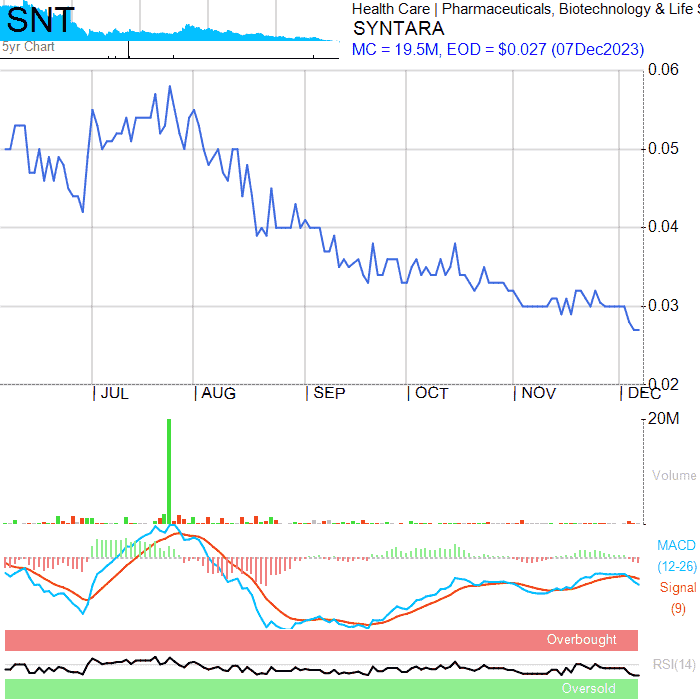 SNT
5yr Chart
Health Care | Pharmaceuticals, Biotechnology & Life S
SYNTARA
MC = 19.5M, EOD = $0.027 (07Dec2023)
0.06
0.05
0.04
0.03
0.02
JUL
AUG
SEP
OCT
NOV
DEC
20M
Volume
MACD
(12-26)
Signal
(9)
Overbought
RSI(14)
Oversold